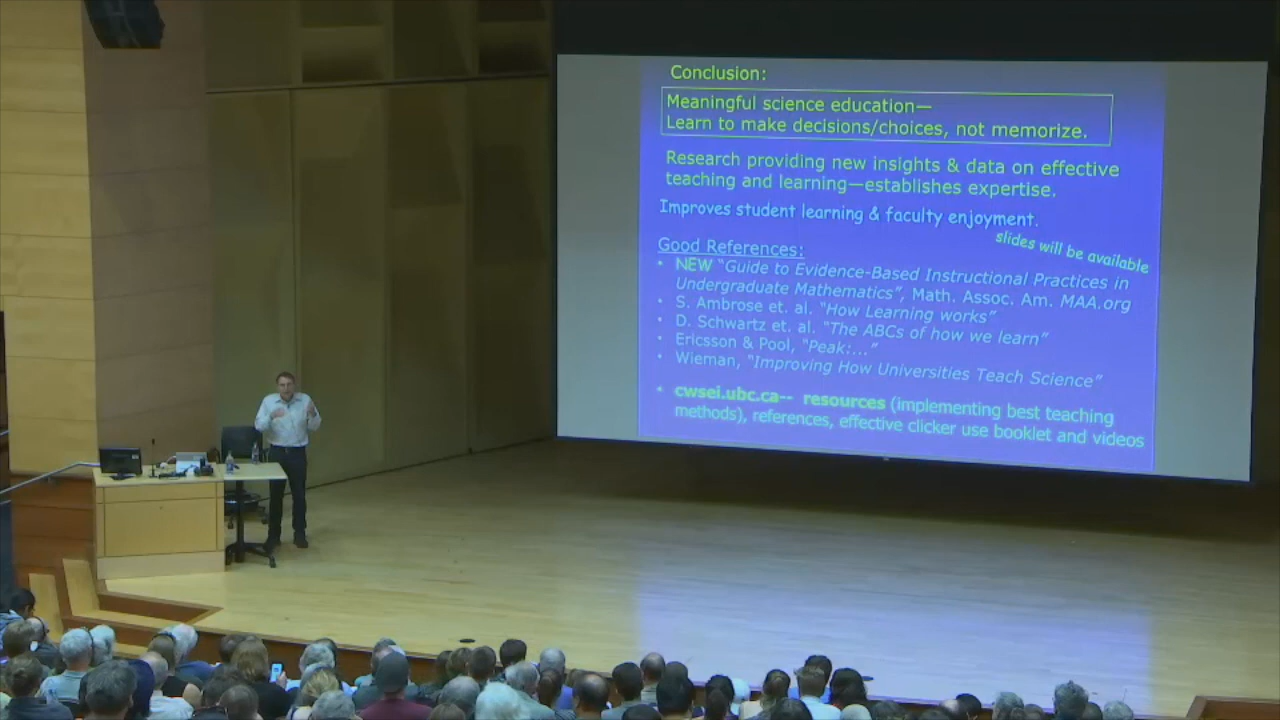 Conclusion:
Meaningful science education—
Learn to make decisions/choices, not memorize.
Research providing new insights & data on effective
teaching and learning—establishes expertise.
Improves student learning & faculty enjoyment.
slides will be available
Good References:
• NEW "Guide to Evidence-Based Instructional Practices in
Undergraduate Mathematics", Math. Assoc. Am. MAA.org
• S. Ambrose et. al. "How Learning works"
• D. Schwartz et. al. "The ABCs of how we learn"
• Ericsson & Pool, "Peak:..."
• Wieman, "Improving How Universities Teach Science"
• cwsei.ubc.ca-- resources (implementing best teaching
methods), references, effective clicker use booklet and videos